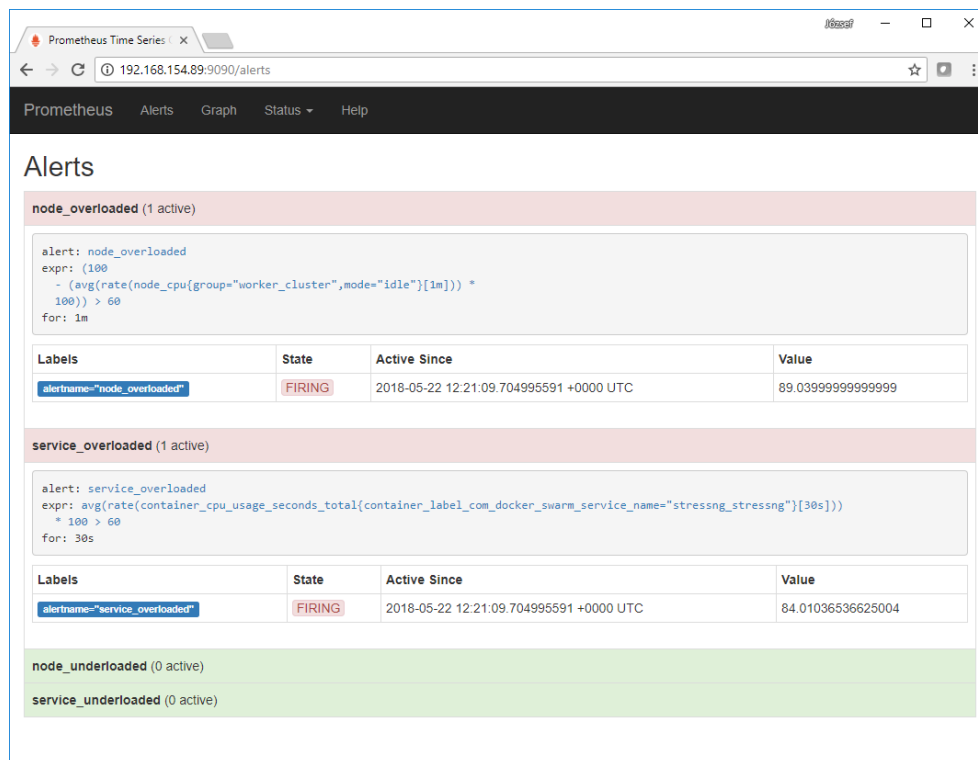 József
Prometheus Time Series
192.168.154.89:9090/alerts
Prometheus Alerts Graph Status Help
Alerts
node_overloaded (1 active)
alert: node_overloaded
expr: (100
- (avg(rate(node_cpu{group="worker_cluster",mode="idle"}[1m])) *
100)) > 60
for: 1m
Labels State Active Since Value
alertname="node_overloaded" FIRING 2018-05-22 12:21:09.704995591 +0000 UTC 89.03999999999999
service_overloaded (1 active)
alert: service_overloaded
expr: avg(rate(container_cpu_usage_seconds_total{container_label_com_docker_swarm_service_name="stressng_stressng"}[30s]))
* 100 > 60
for: 30s
Labels State Active Since Value
alertname="service_overloaded" FIRING 2018-05-22 12:21:09.704995591 +0000 UTC 84.01036536625004
node_underloaded (0 active)
service_underloaded (0 active)